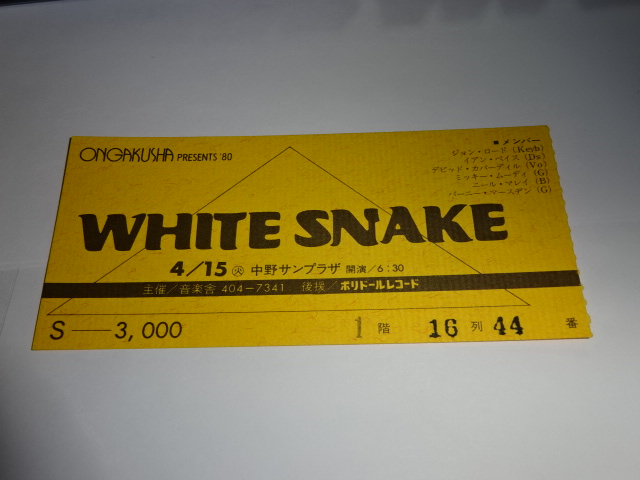 ONGAKUSHA PRESENTS '80
■メンバー
ジョン・ロード (Keyb)
イアン・ペイス (Ds)
デビッド・カバーディル (Vo)
ミッキー・ムーディ (G)
ニール・マレイ (B)
バーニー・マースデン (G)
WHITE SNAKE
4/15 ㊋ 中野サンプラザ 開演/6:30
主催/音楽舎 404-7341 後援/ポリドールレコード
S — 3,000 1 階 16 列 44 番